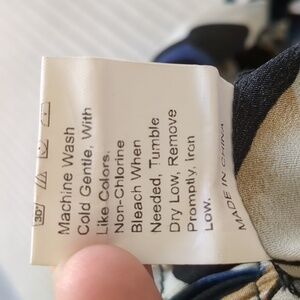 30°
Machine Wash
Cold Gentle, With
Like Colors.
Non-Chlorine
Bleach When
Needed, Tumble
Dry Low, Remove
Promptly, Iron
Low.
MADE IN CHINA